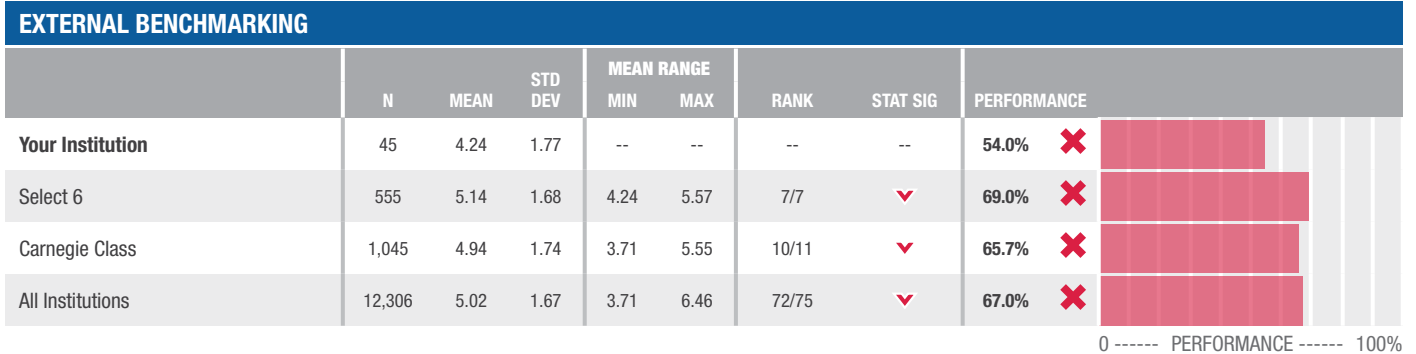 EXTERNAL BENCHMARKING
N MEAN STD DEV MEAN RANGE MIN MAX RANK STAT SIG PERFORMANCE
Your Institution 45 4.24 1.77 -- -- -- -- 54.0%
Select 6 555 5.14 1.68 4.24 5.57 7/7 69.0%
Carnegie Class 1,045 4.94 1.74 3.71 5.55 10/11 65.7%
All Institutions 12,306 5.02 1.67 3.71 6.46 72/75 67.0%
0 ------ PERFORMANCE ------ 100%